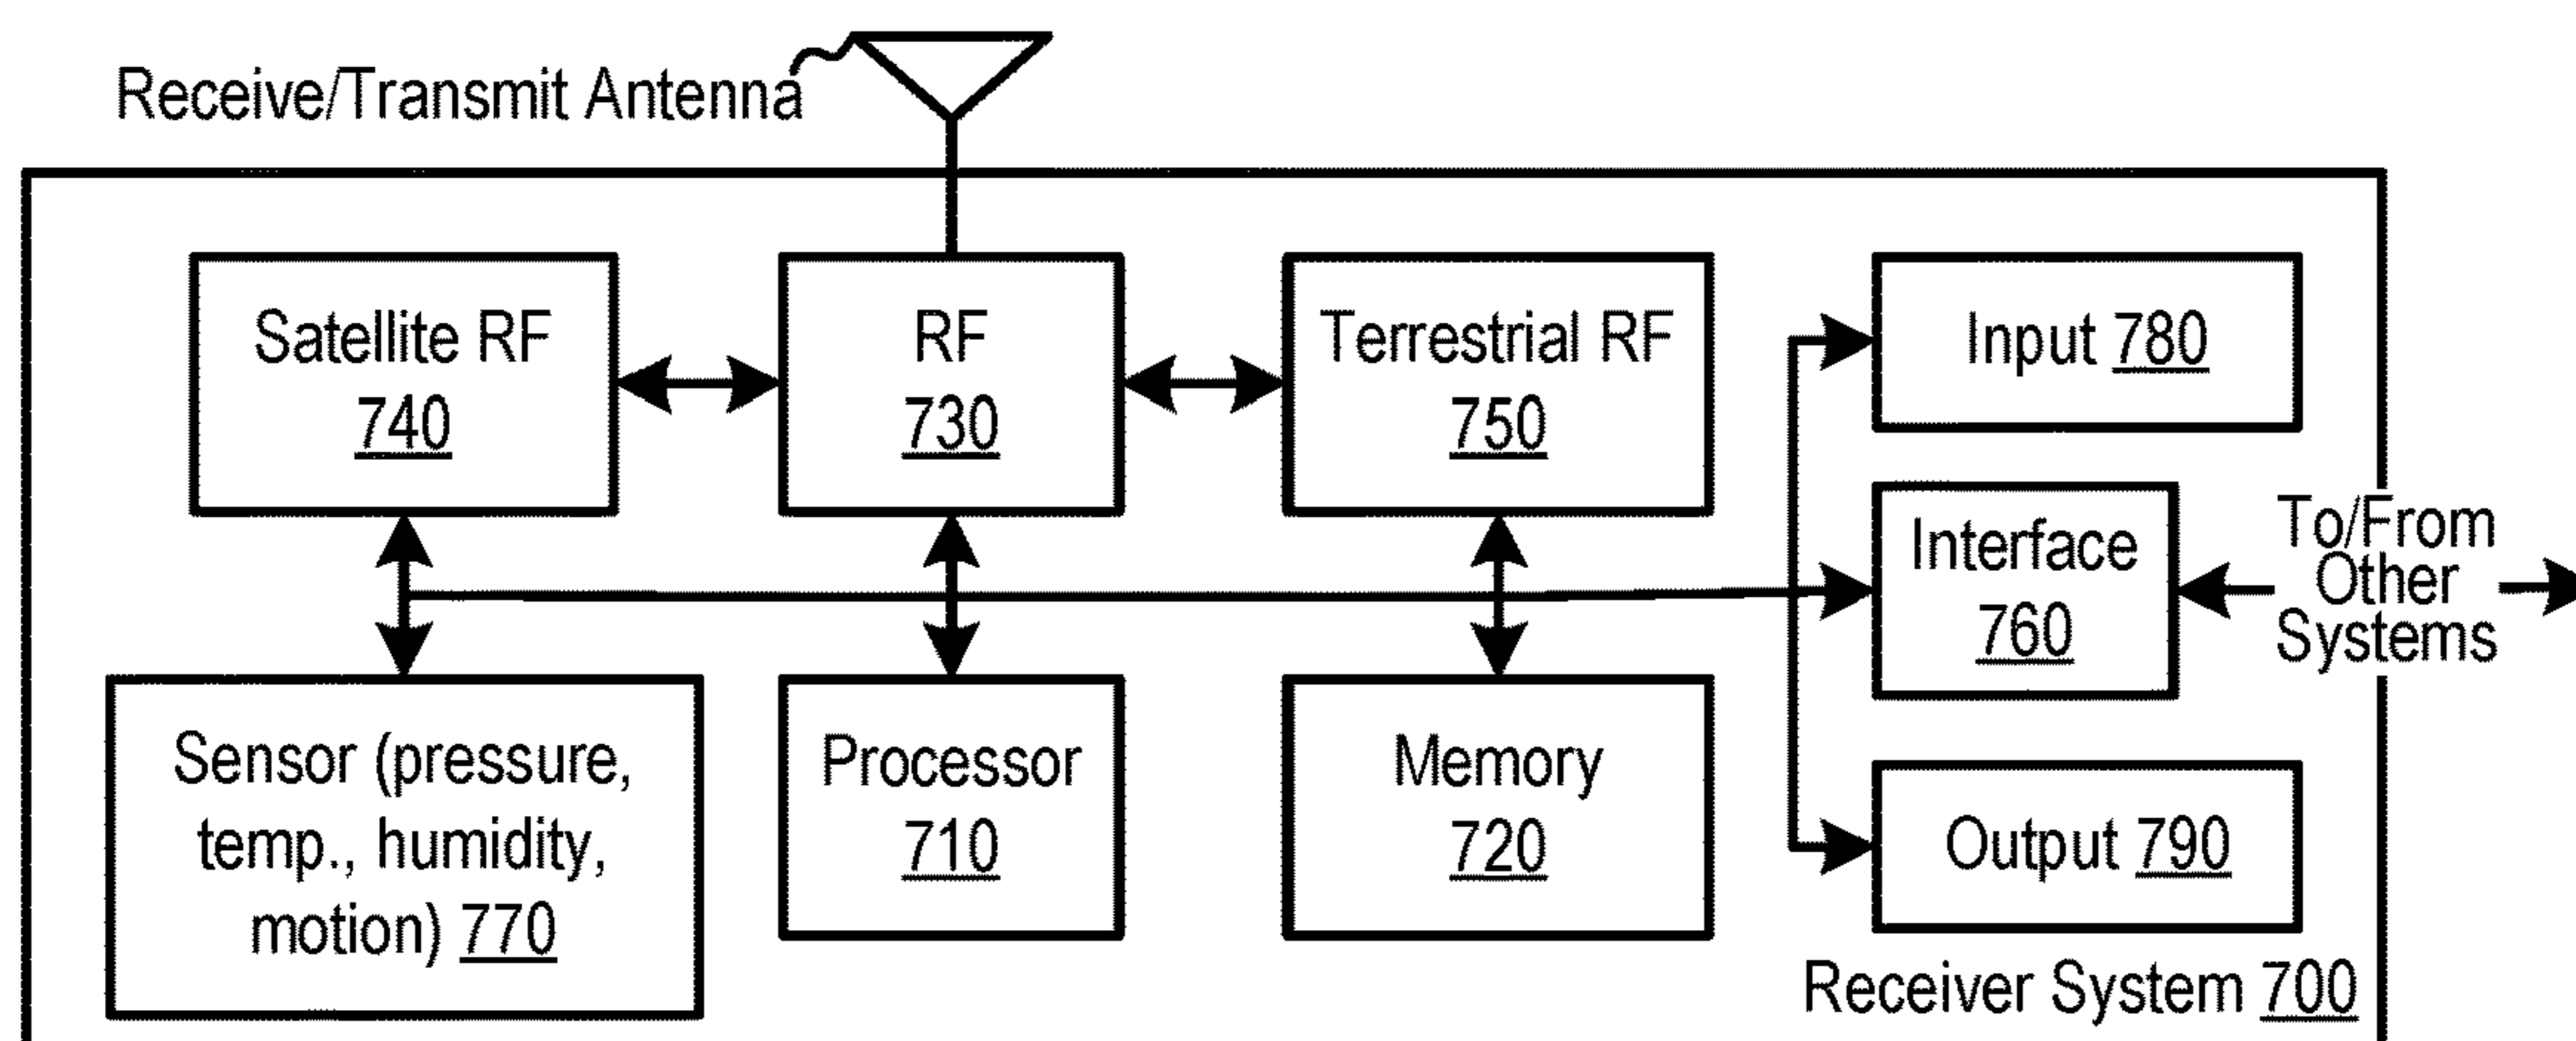 Receive/Transmit Antenna
Satellite RF
740
RF
730
Terrestrial RF
750
Input 780
Interface
760
To/From
Other
Systems
Sensor (pressure,
temp., humidity,
motion) 770
Processor
710
Memory
720
Output 790
Receiver System 700